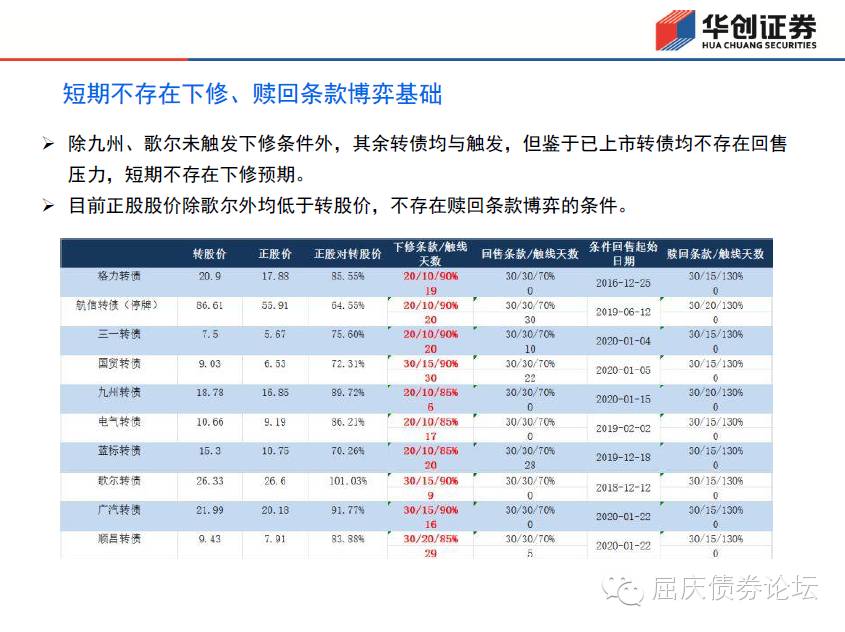 华创证券
HUA CHUANG SECURITIES
短期不存在下修、赎回条款博弈基础
除九州、歌尔未触发下修条件外，其余转债均与触发，但鉴于已上市转债均不存在回售
压力，短期不存在下修预期。
目前正股股价除歌尔外均低于转股价，不存在赎回条款博弈的条件。
转股价 正股价 正股对转股价 下修条款/触线天数 回售条款/触线天数 条件回售起始日期 赎回条款/触线天数
格力转债 20.9 17.88 85.55% 20/10/90% 30/30/70% 2016-12-25 30/15/130%
19 0 0
航信转债（停牌） 86.61 55.91 64.55% 20/10/90% 30/30/70% 2019-06-12 30/20/130%
20 30 0
三一转债 7.5 5.67 75.60% 20/10/90% 30/30/70% 2020-01-04 30/15/130%
20 10 0
国贸转债 9.03 6.53 72.31% 30/15/90% 30/30/70% 2020-01-05 30/15/130%
30 22 0
九州转债 18.78 16.85 89.72% 20/10/85% 30/30/70% 2020-01-15 30/20/130%
6 0 0
电气转债 10.66 9.19 86.21% 20/10/85% 30/30/70% 2019-02-02 30/15/130%
17 0 0
蓝标转债 15.3 10.75 70.26% 20/10/85% 30/30/70% 2019-12-18 30/15/130%
20 28 0
歌尔转债 26.33 26.6 101.03% 30/15/90% 30/30/70% 2018-12-12 30/15/130%
9 0 0
广汽转债 21.99 20.18 91.77% 30/15/90% 30/30/70% 2020-01-22 30/15/130%
16 0 0
顺昌转债 9.43 7.91 83.88% 30/20/85% 30/30/70% 2020-01-22 30/15/130%
29 5 0
屈庆债券论坛